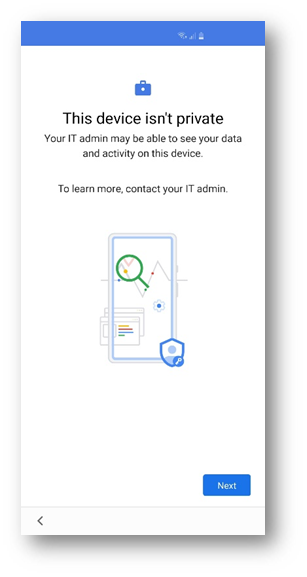 This device isn't private
Your IT admin may be able to see your data
and activity on this device.
To learn more, contact your IT admin.
Next